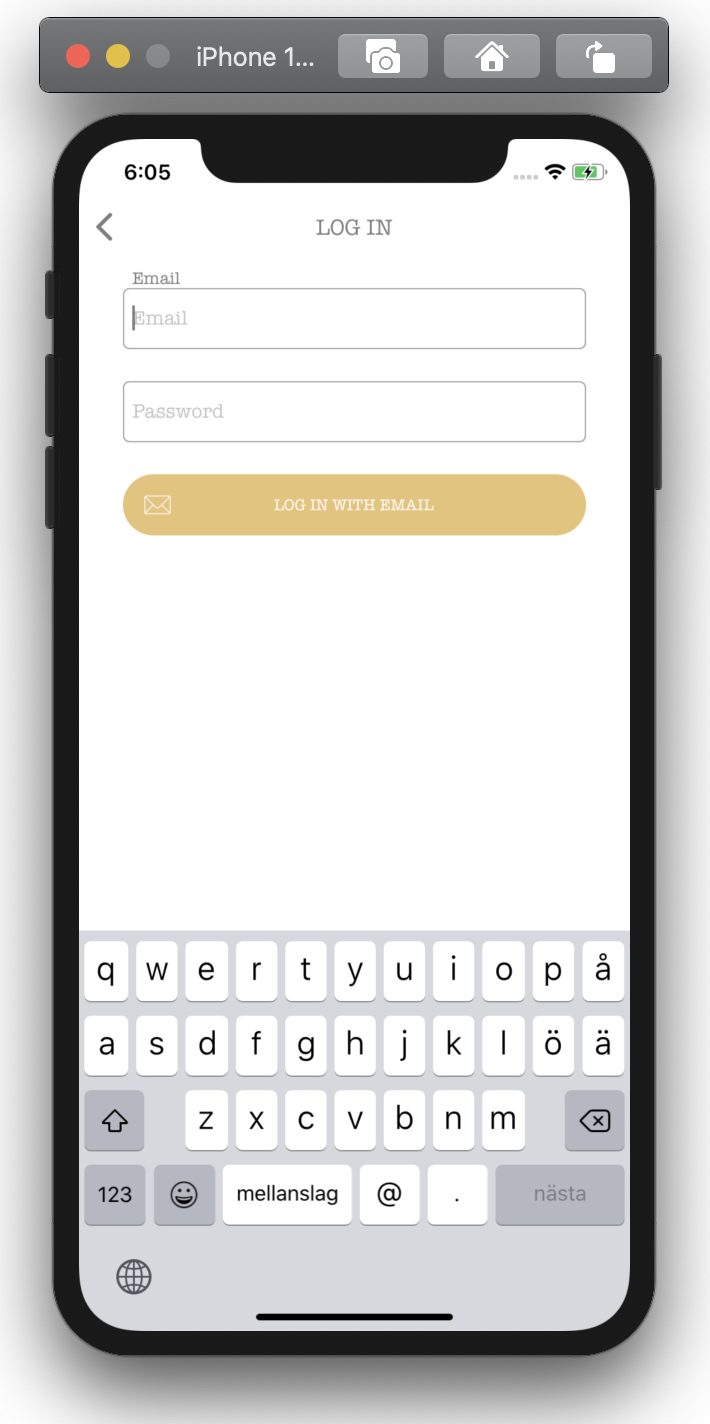 iPhone 1...
6:05
LOG IN
Email
Email
Password
LOG IN WITH EMAIL
q w e r t y u i o p å
a s d f g h j k l ö ä
z x c v b n m
123 mellanslag @ . nästa